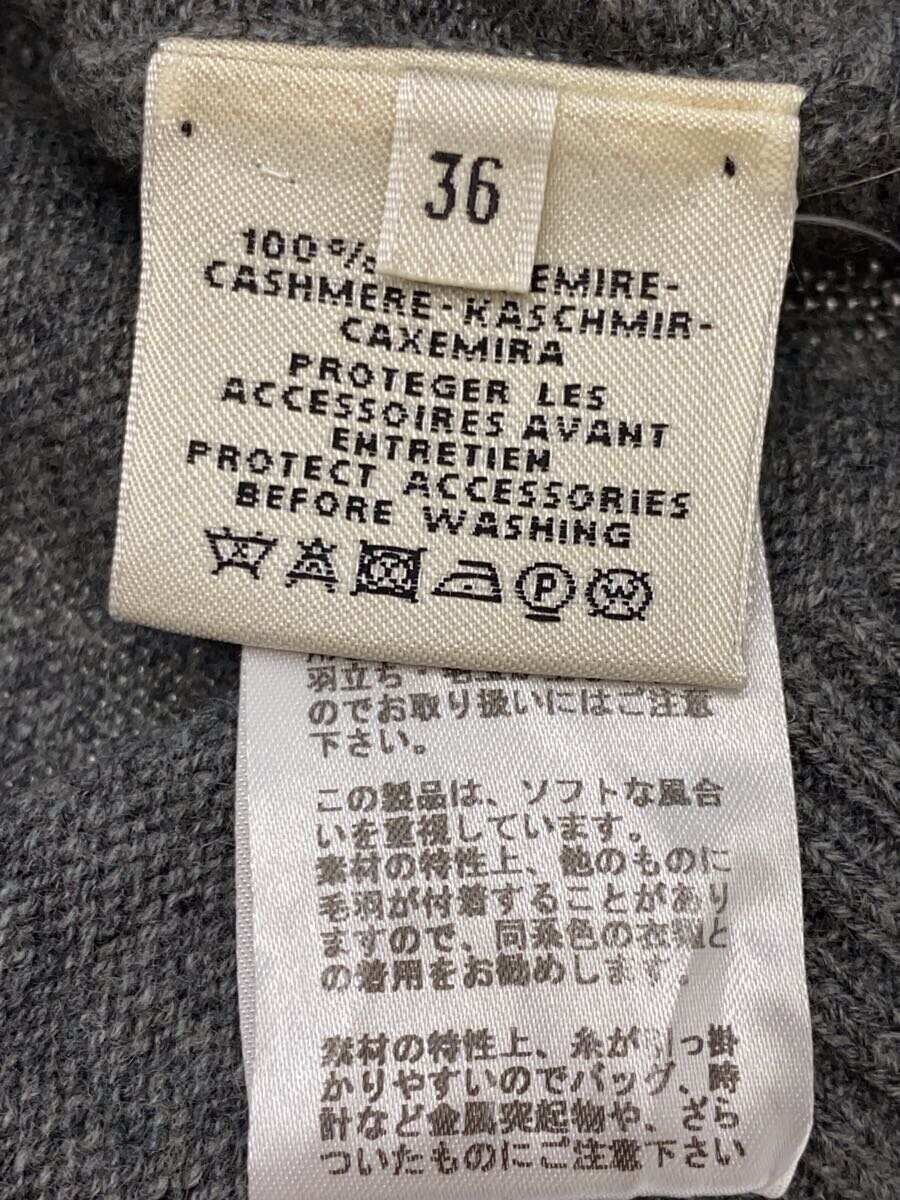 36
100% EMIRE-
CASHMERE-KASCHMIR-
CAXEMIRA
PROTEGER LES
ACCESSOIRES AVANT
ENTRETIEN
PROTECT ACCESSORIES
BEFORE WASHING
P W
羽立ち・毛
のでお取り扱いにはご注意
下さい。
この製品は、ソフトな風合
いを重視しています。
素材の特性上、他のものに
毛羽が付着することがあり
ますので、同系色の衣類と
の着用をお勧めします。
素材の特性上、糸が引っ掛
かりやすいのでバッグ、時
計など金属突起物や、ざら
ついたものにご注意下さい